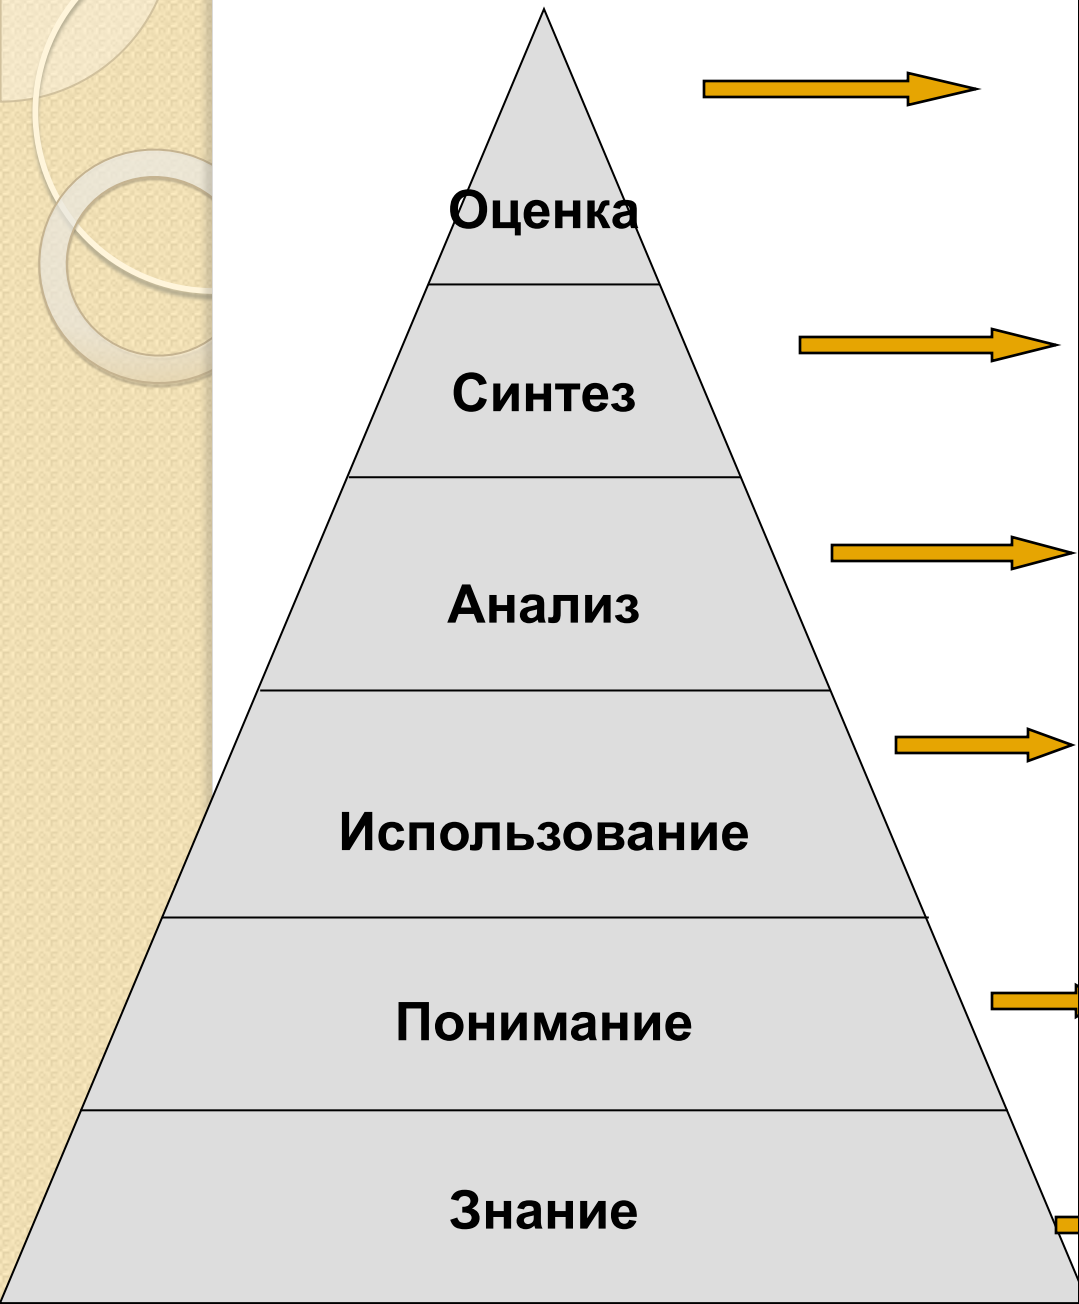 Оценка
Синтез
Анализ
Использование
Понимание
Знание